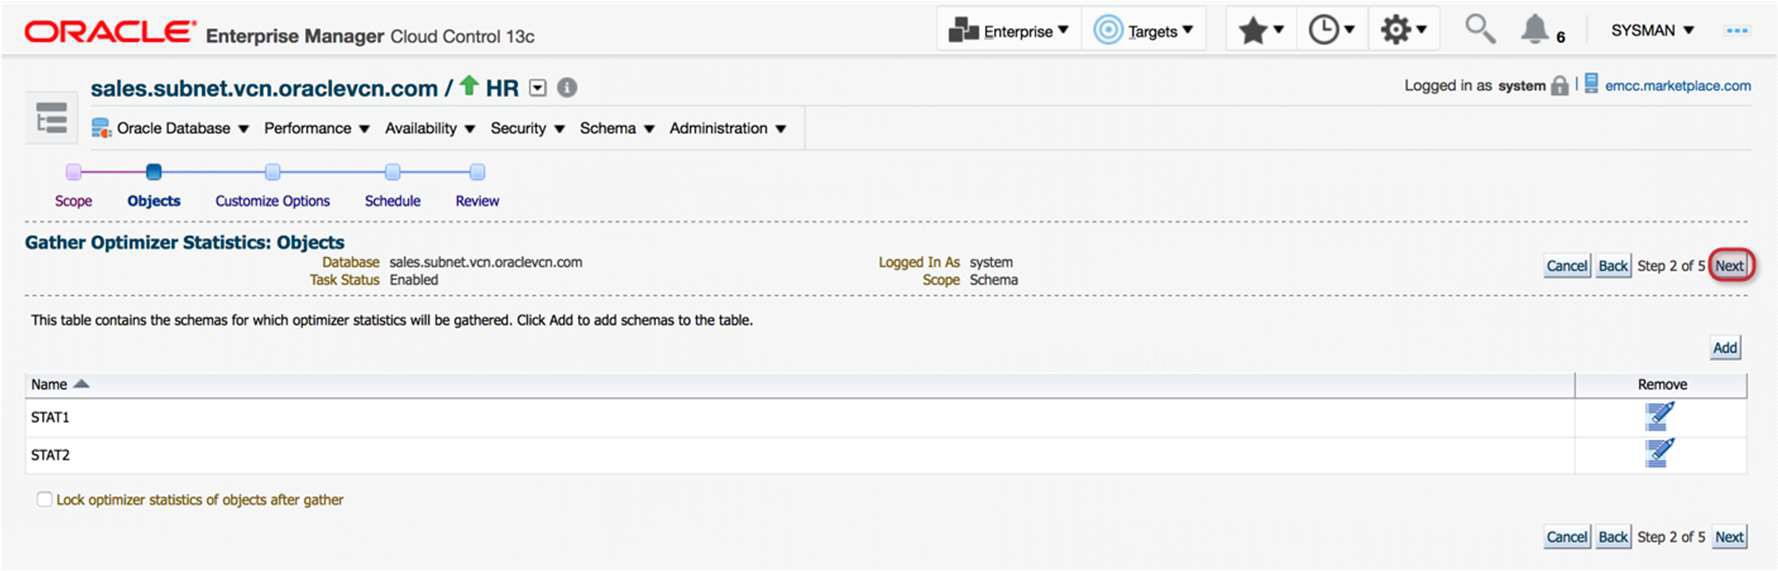 ORACLE Enterprise Manager Cloud Control 13c Enterprise Targets 6 SYSMAN
sales.subnet.vcn.oraclevcn.com / HR Logged in as system emcc.marketplace.com
Oracle Database Performance Availability Security Schema Administration
Scope Objects Customize Options Schedule Review
Gather Optimizer Statistics: Objects
Database sales.subnet.vcn.oraclevcn.com Logged In As system
Task Status Enabled Scope Schema
Cancel Back Step 2 of 5 Next
This table contains the schemas for which optimizer statistics will be gathered. Click Add to add schemas to the table.
Add
Name Remove
STAT1
STAT2
Lock optimizer statistics of objects after gather
Cancel Back Step 2 of 5 Next